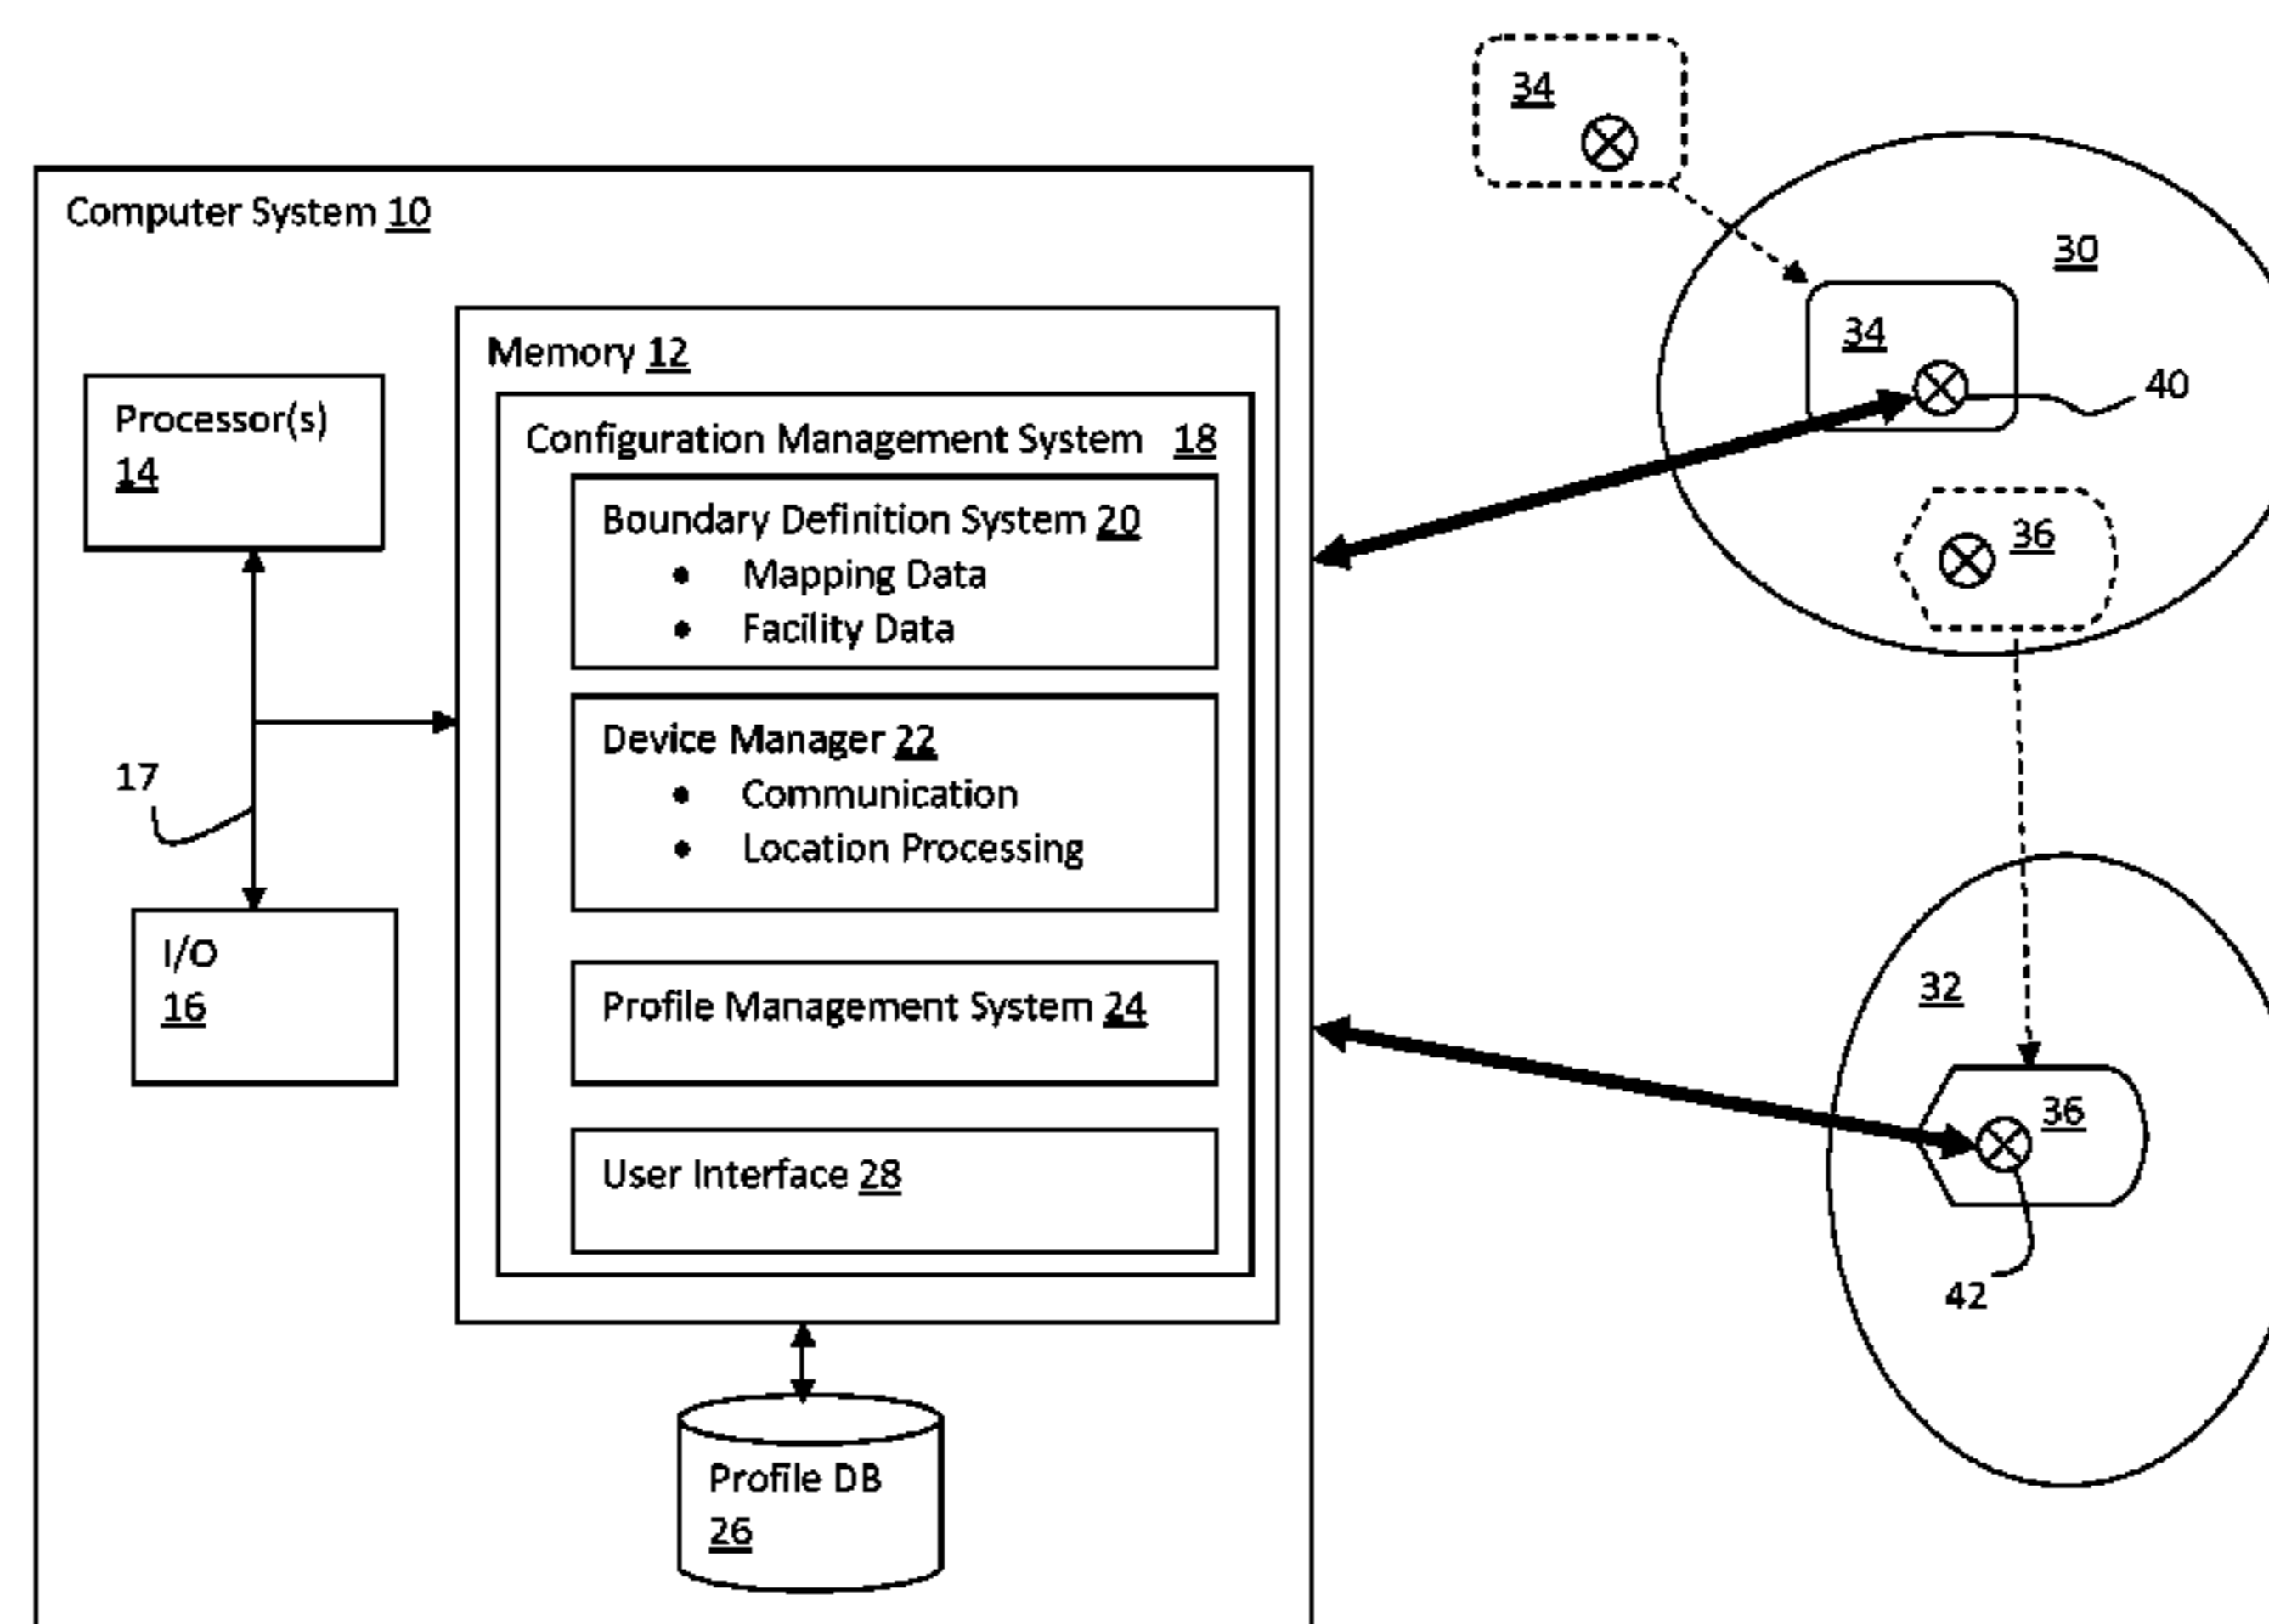 Computer System 10
Memory 12
Processor(s)
14
Configuration Management System 18
Boundary Definition System 20
• Mapping Data
• Facility Data
Device Manager 22
• Communication
• Location Processing
17
I/O
16
Profile Management System 24
User Interface 28
Profile DB
26
34
30
34
40
36
32
36
42